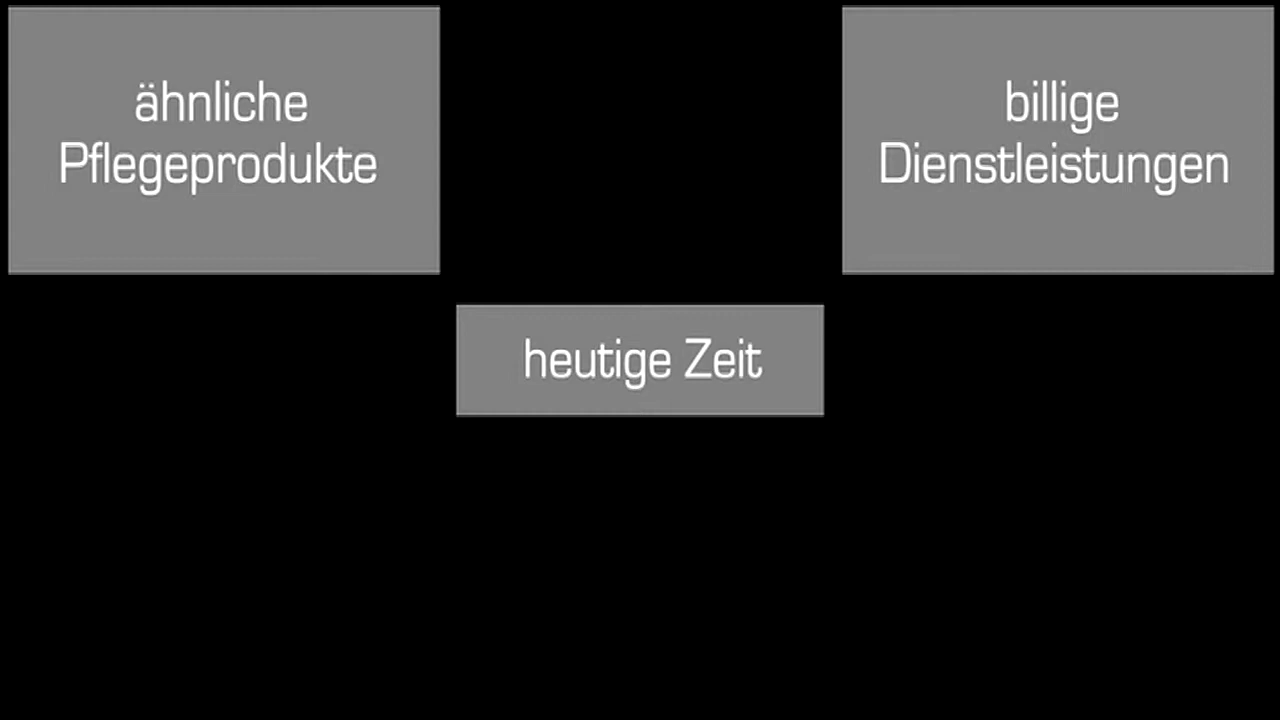 ähnliche
Pflegeprodukte
billige
Dienstleistungen
heutige Zeit